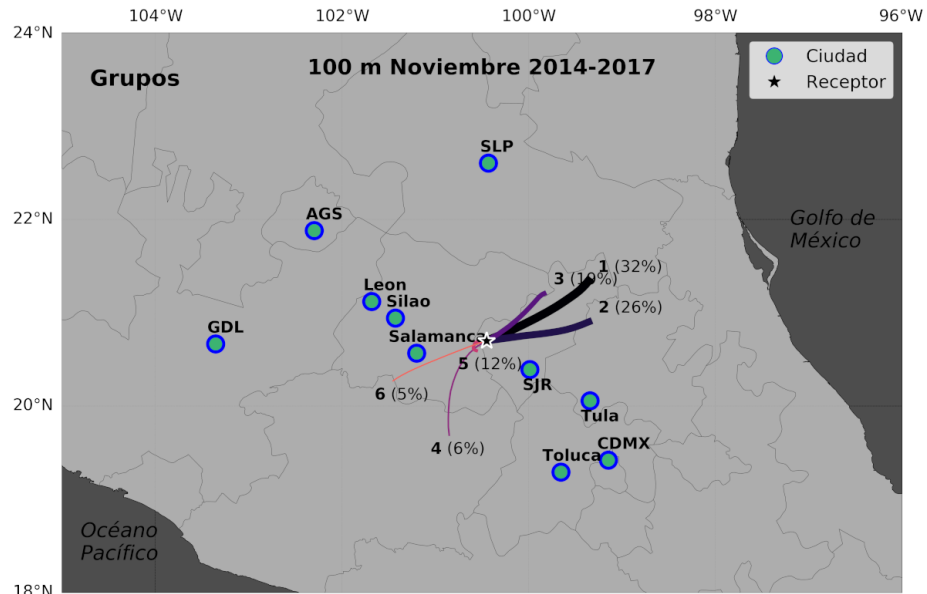 104°W 102°W 100°W 98°W 96°W
24°N
Grupos
100 m Noviembre 2014-2017
Ciudad
Receptor
SLP
22°N
AGS
Golfo de
México
1 (32%)
3 (19%)
Leon
2 (26%)
Silao
GDL
Salamanca
5 (12%)
6 (5%)
SJR
20°N
Tula
4 (6%)
CDMX
Toluca
Océano
Pacífico
18°N